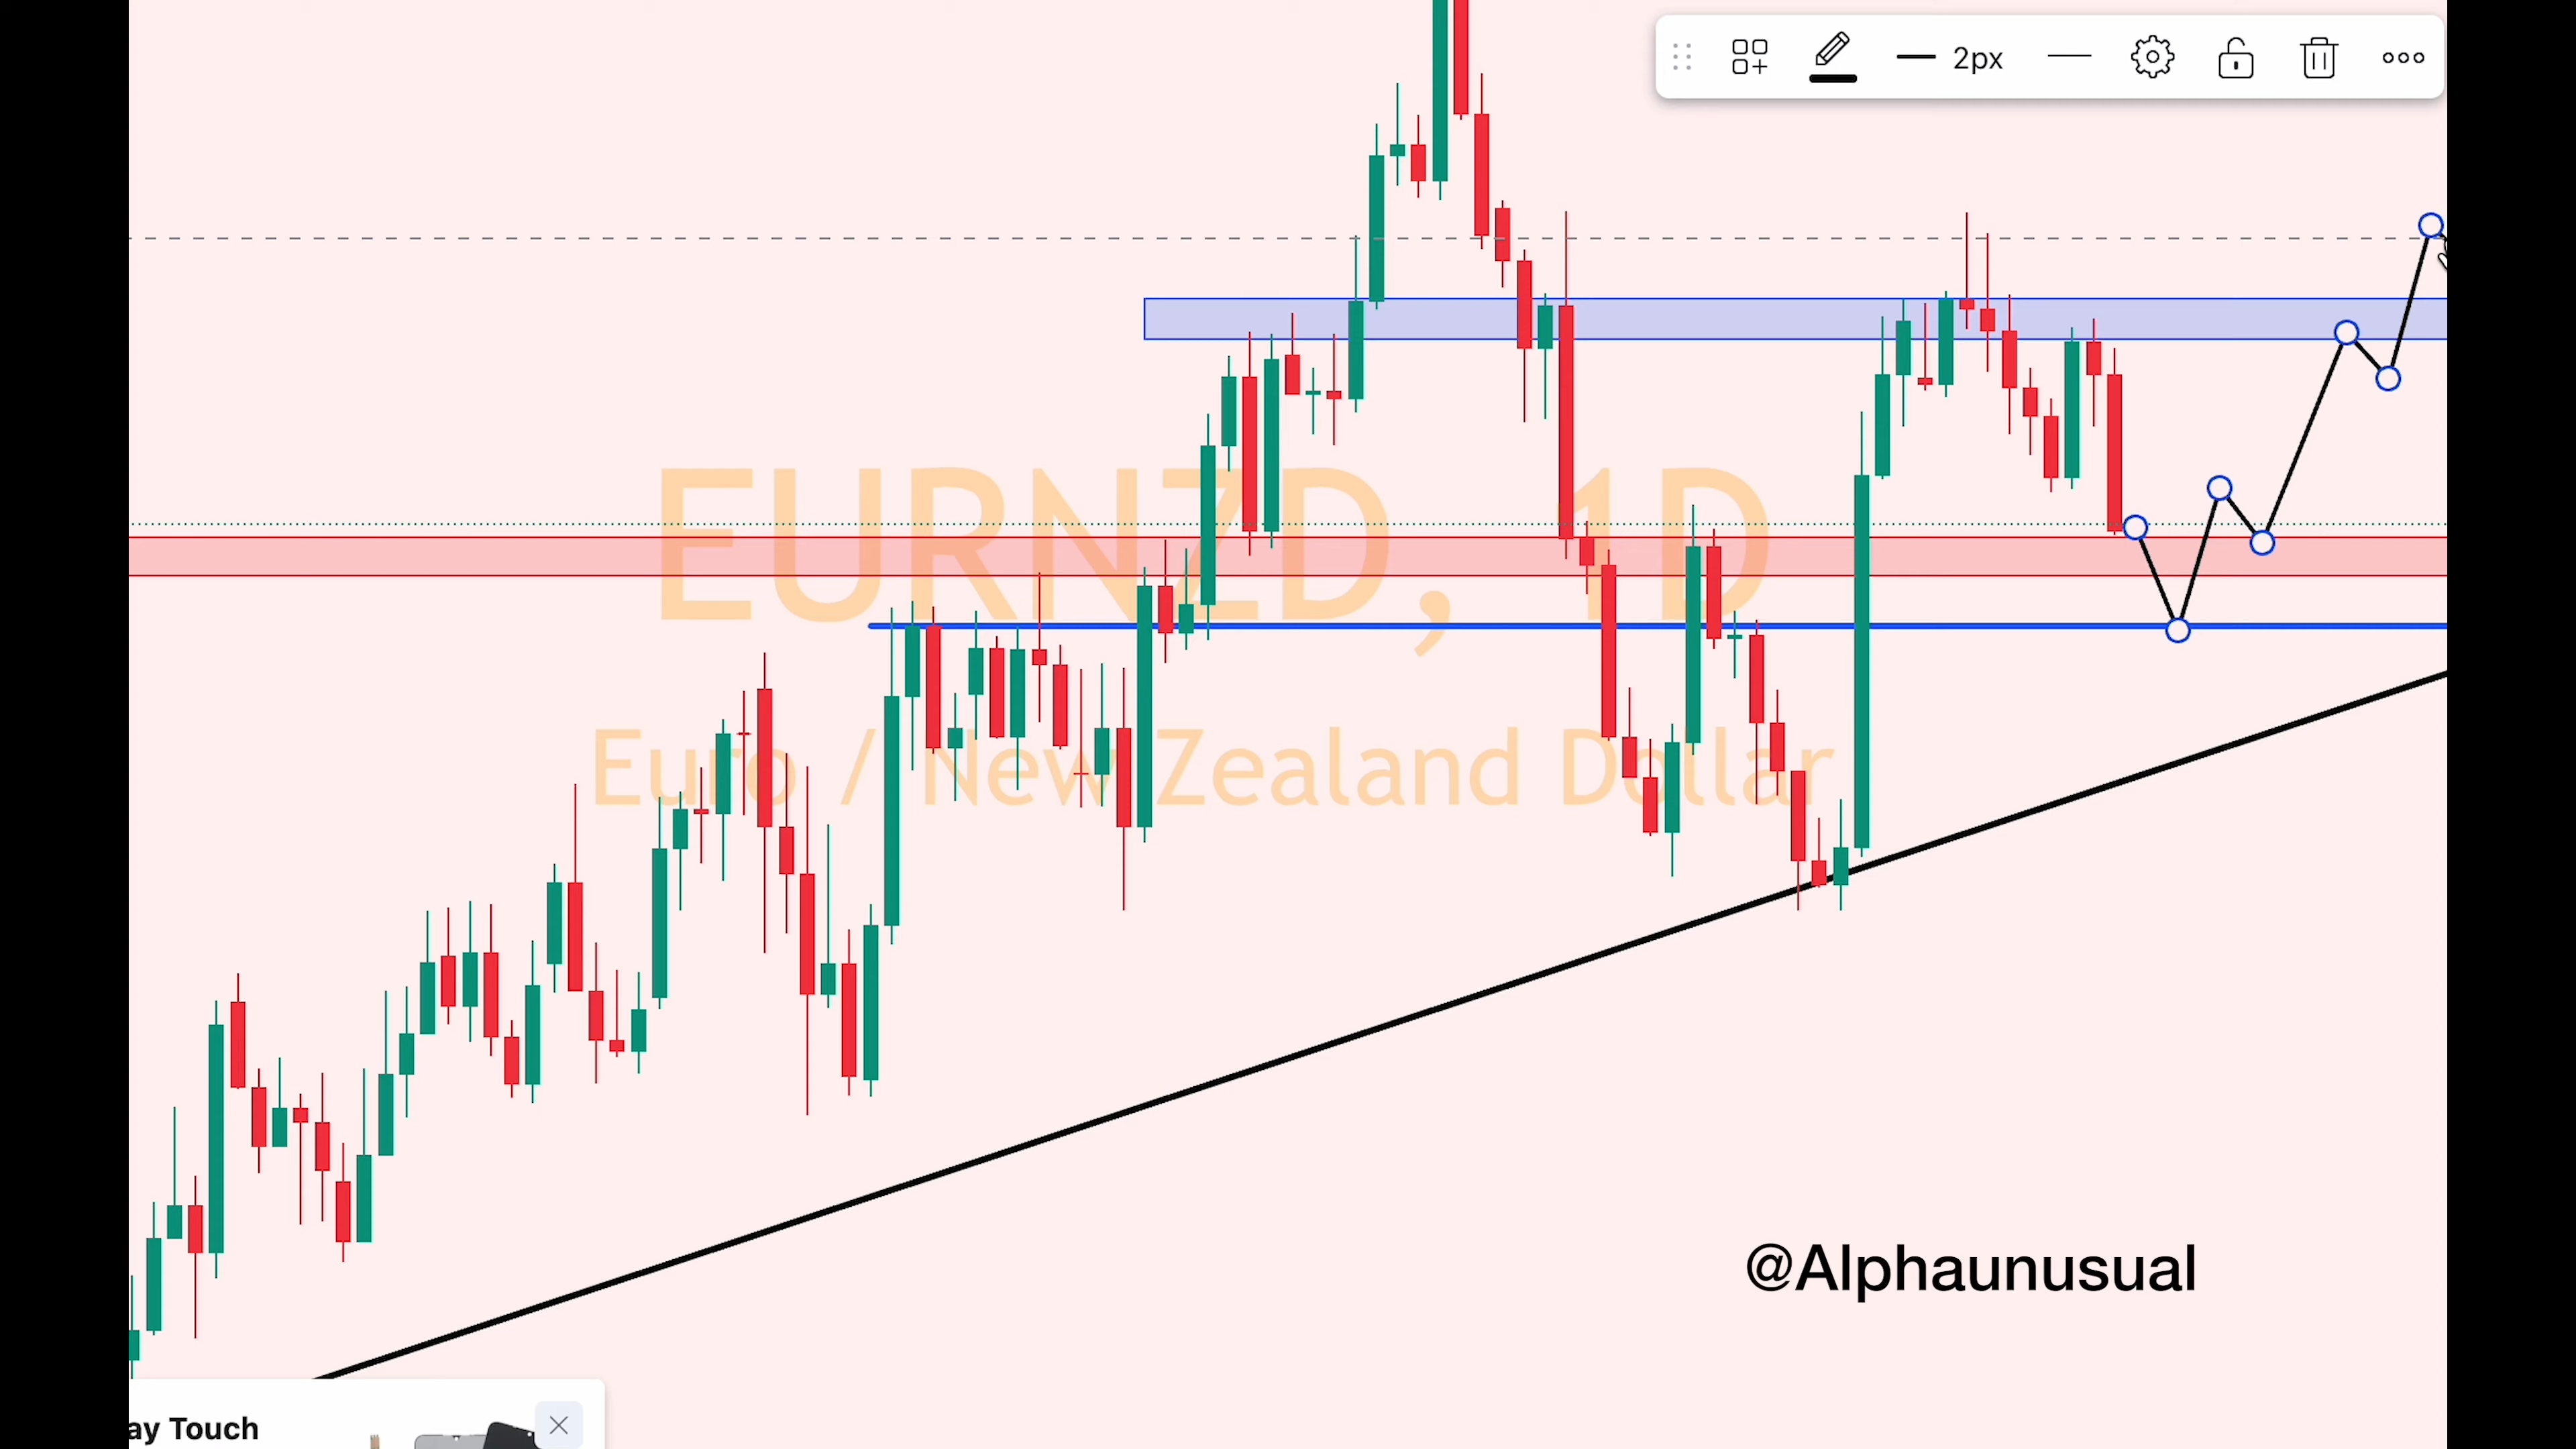 2px
EURNZD, 1D
Euro / New Zealand Dollar
@Alphaunusual
ay Touch